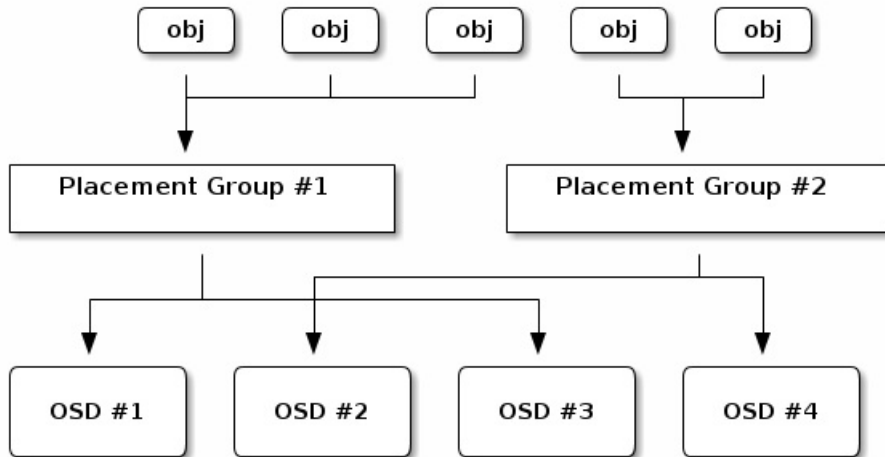 obj
obj
obj
obj
obj
Placement Group #1
Placement Group #2
OSD #1
OSD #2
OSD #3
OSD #4